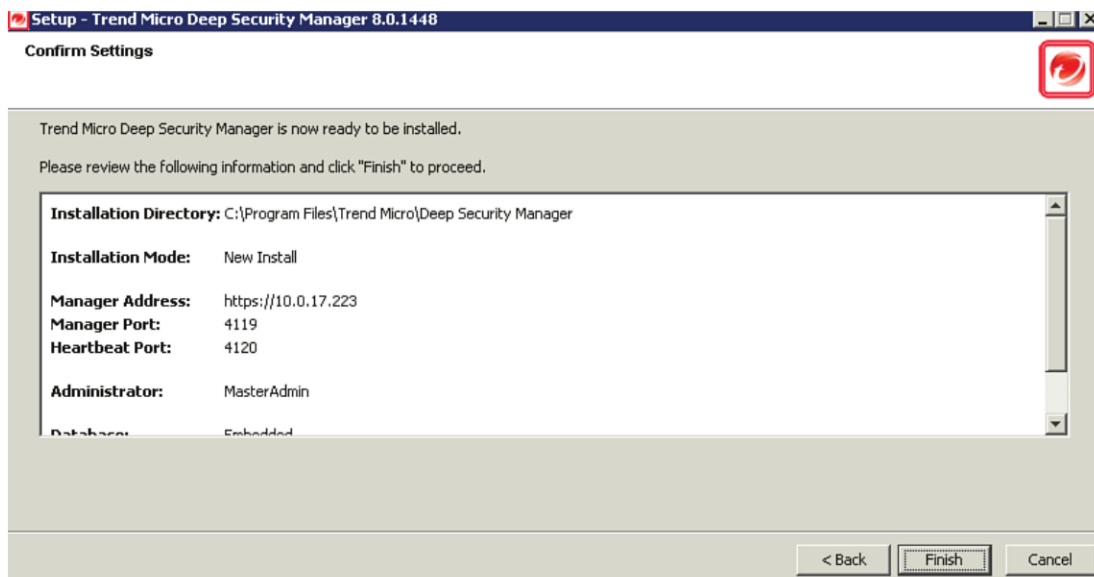 Setup - Trend Micro Deep Security Manager 8.0.1448
Confirm Settings
Trend Micro Deep Security Manager is now ready to be installed.
Please review the following information and click "Finish" to proceed.
Installation Directory: C:\Program Files\Trend Micro\Deep Security Manager
Installation Mode: New Install
Manager Address: https://10.0.17.223
Manager Port: 4119
Heartbeat Port: 4120
Administrator: MasterAdmin
Database: Embedded
< Back Finish Cancel